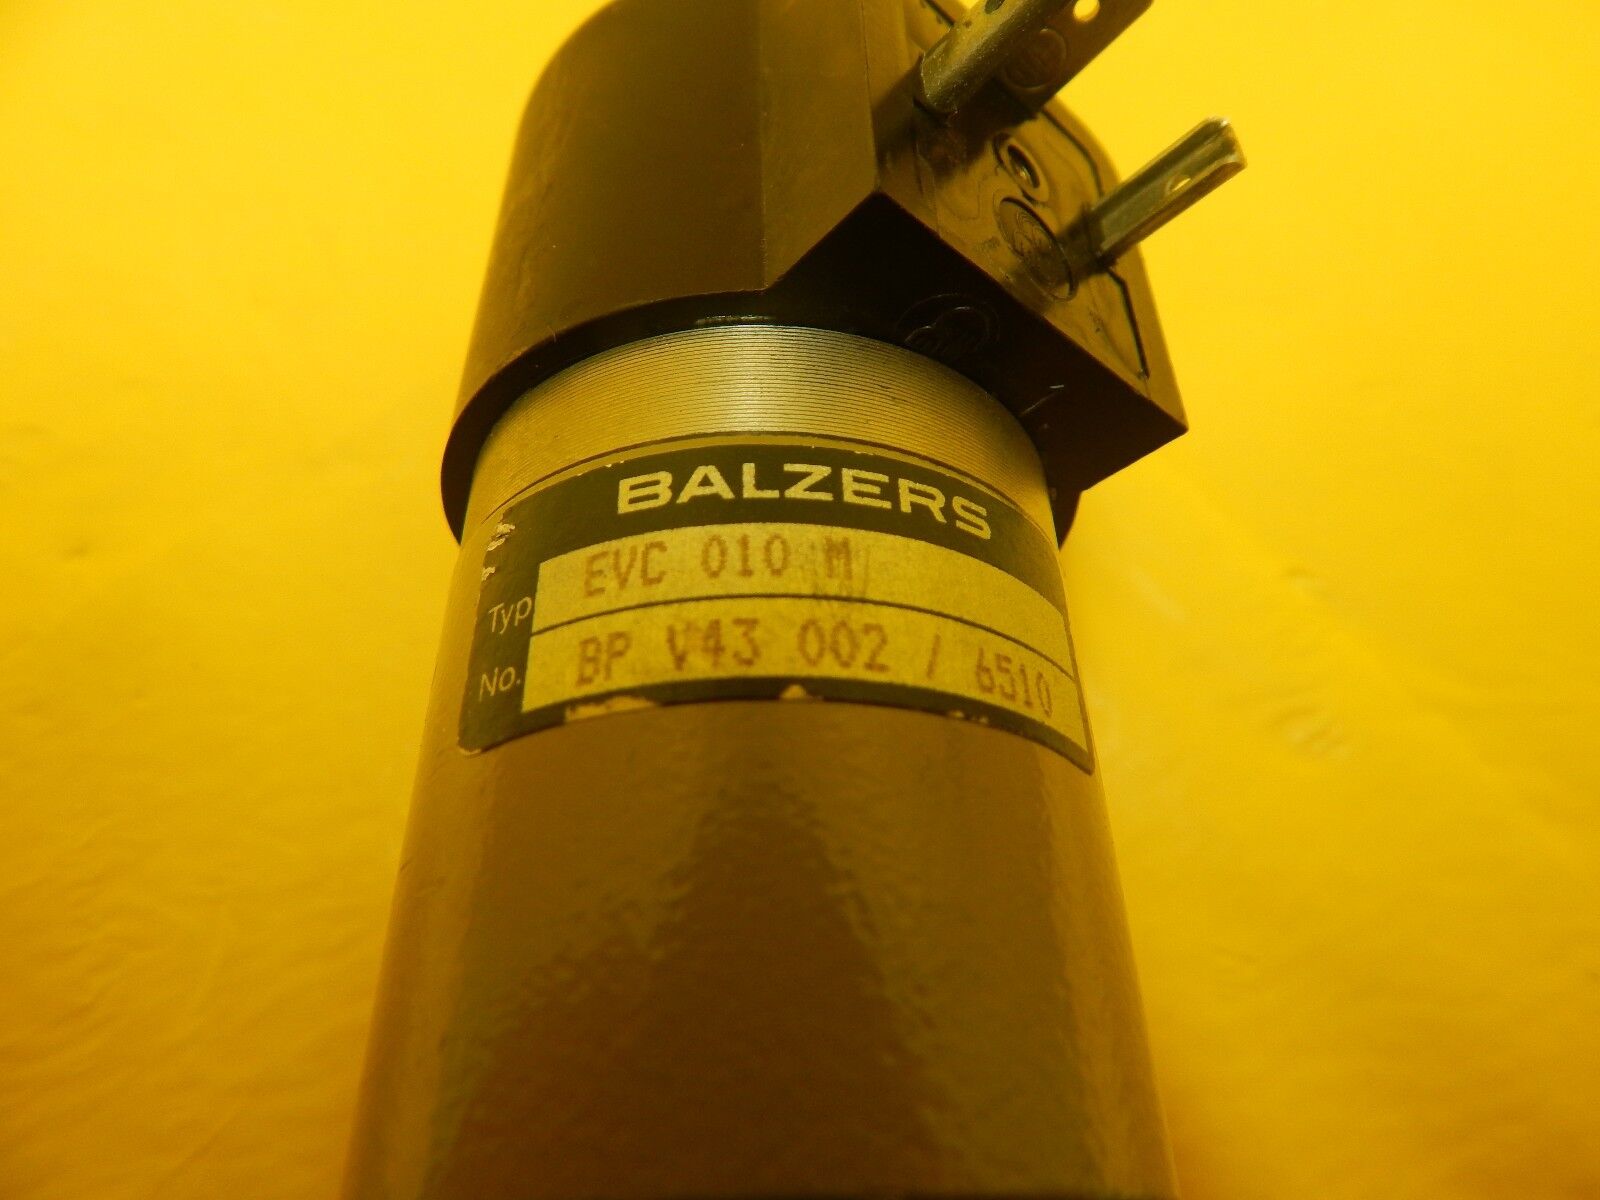 BALZERS
Typ EVC 010 M
No. BP V43 002 / 6510